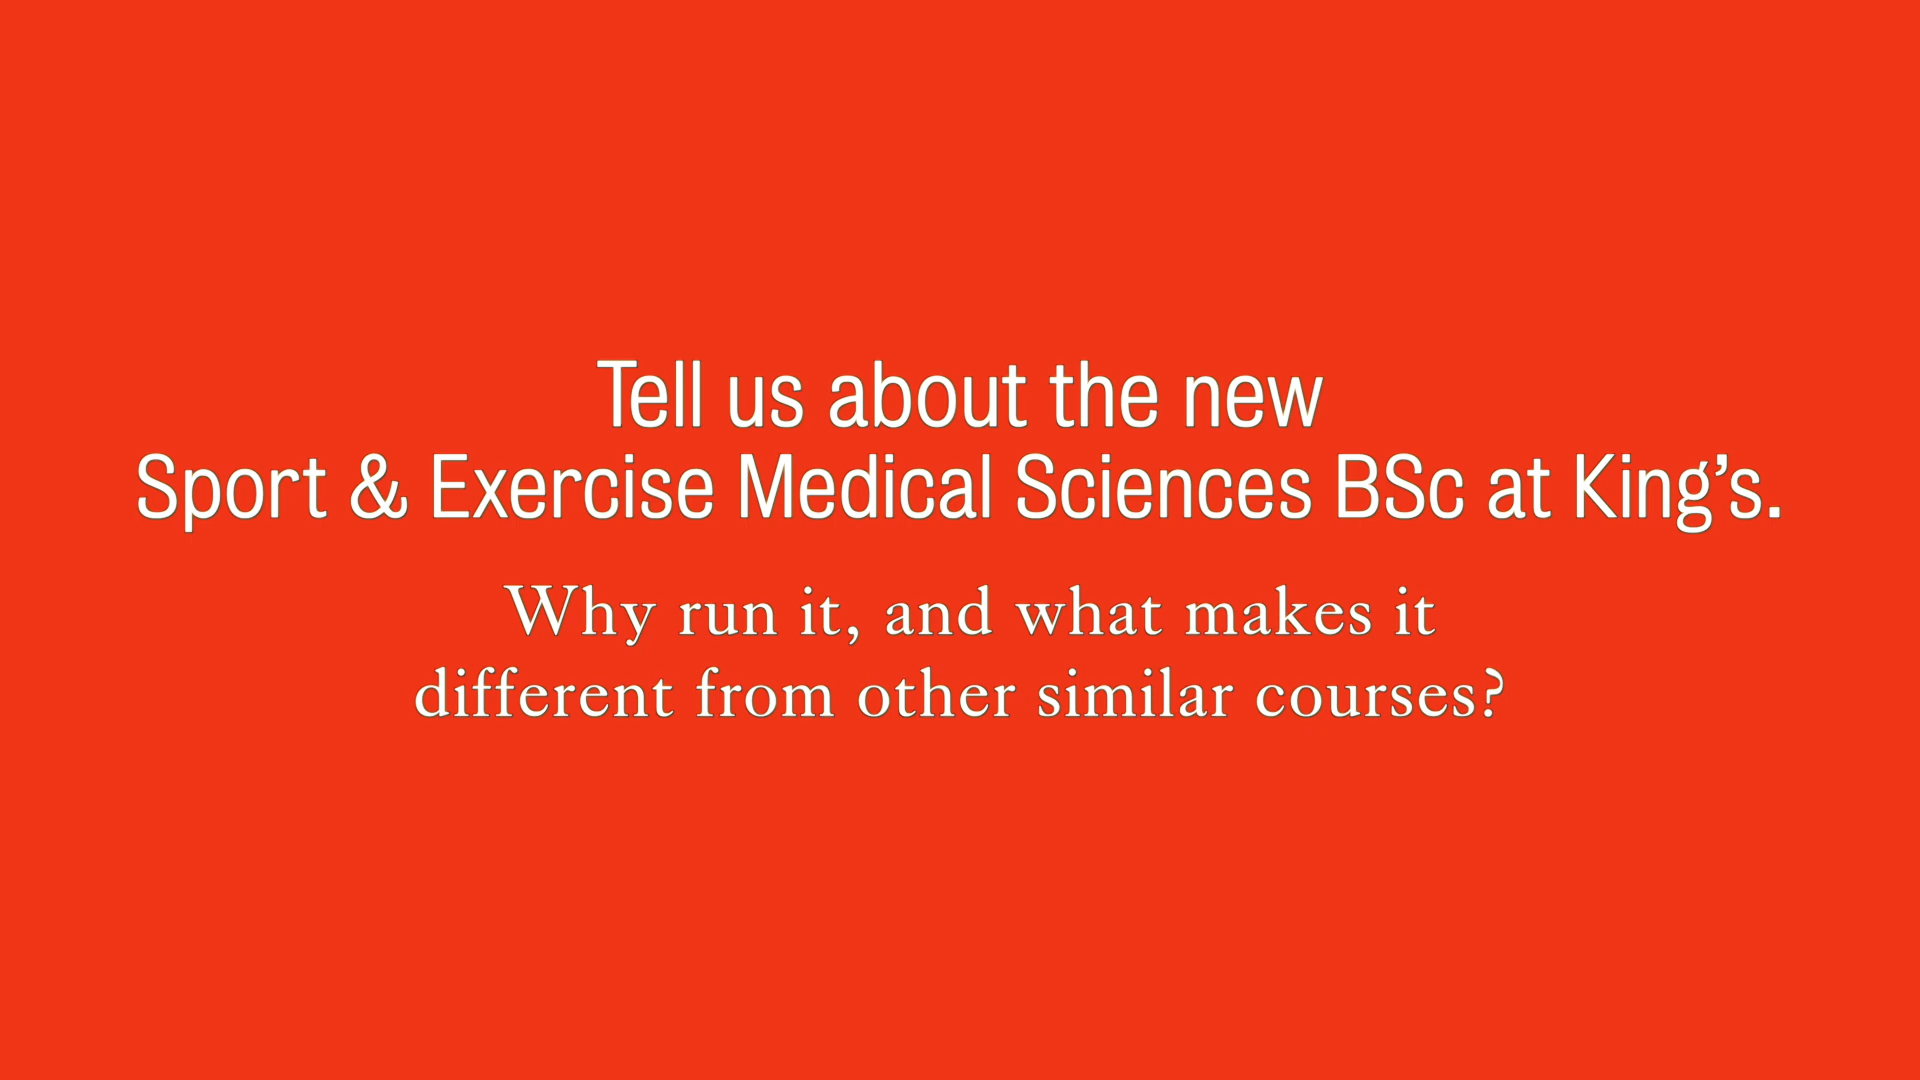 Tell us about the new
Sport & Exercise Medical Sciences BSc at King’s.
Why run it, and what makes it
different from other similar courses?